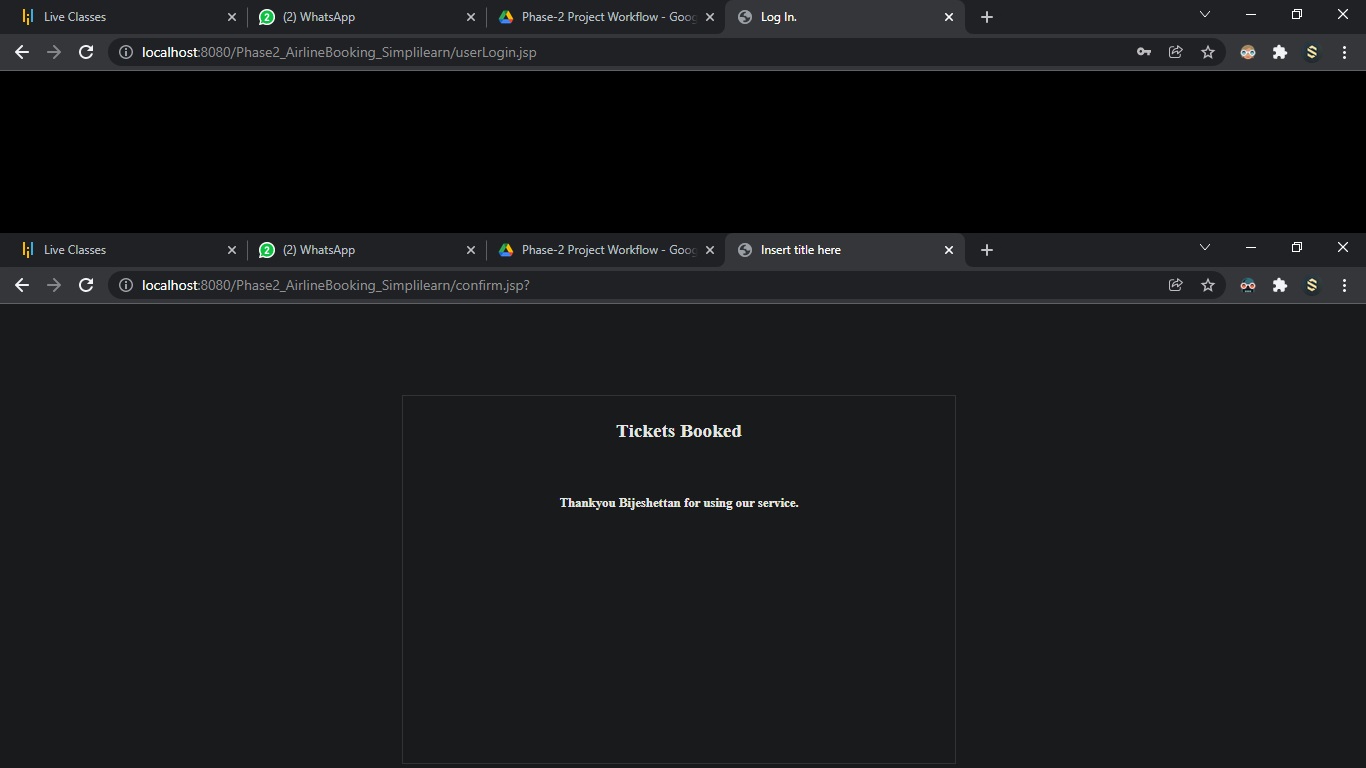 Live Classes
(2) WhatsApp
Phase-2 Project Workflow - Goog
Log In.
localhost:8080/Phase2_AirlineBooking_Simplilearn/userLogin.jsp
Live Classes
(2) WhatsApp
Phase-2 Project Workflow - Goog
Insert title here
localhost:8080/Phase2_AirlineBooking_Simplilearn/confirm.jsp?
Tickets Booked
Thankyou Bijeshettan for using our service.